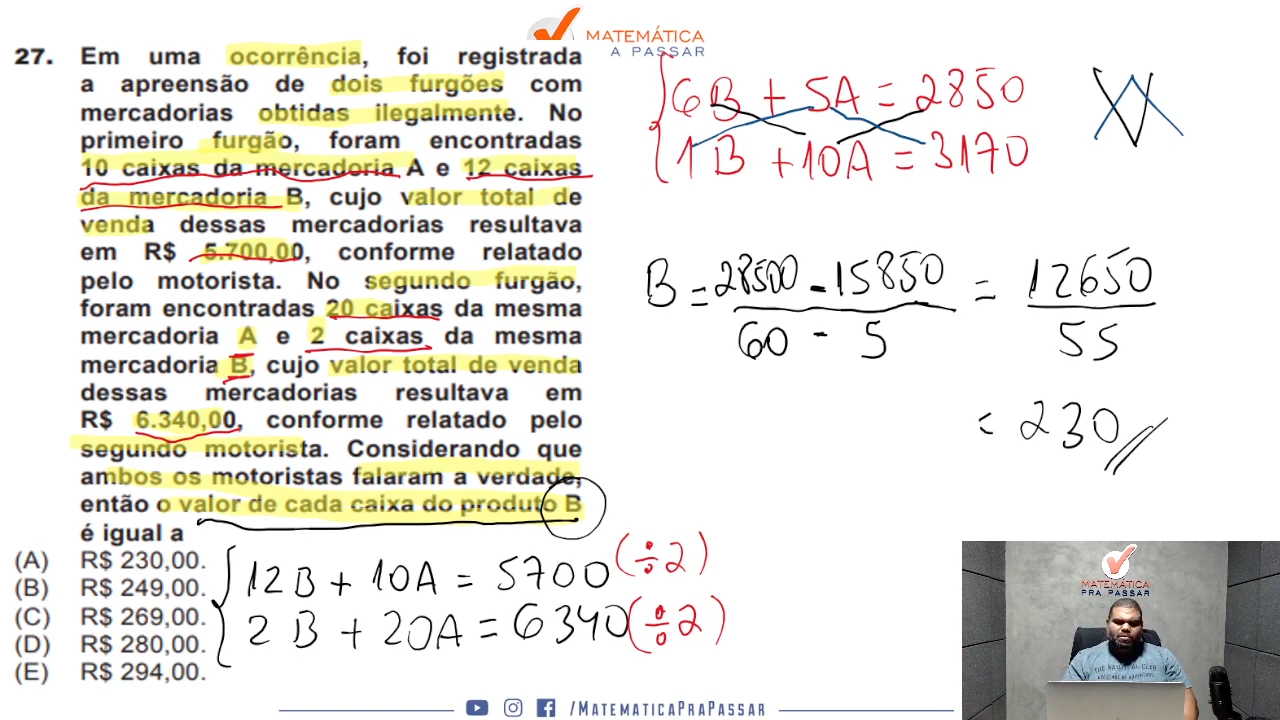 MATEMÁTICA
A PASSAR
27. Em uma ocorrência, foi registrada
a apreensão de dois furgões com
mercadorias obtidas ilegalmente. No
primeiro furgão, foram encontradas
10 caixas da mercadoria A e 12 caixas
da mercadoria B, cujo valor total de
venda dessas mercadorias resultava
em R$ 5.700,00, conforme relatado
pelo motorista. No segundo furgão,
foram encontradas 20 caixas da mesma
mercadoria A e 2 caixas da mesma
mercadoria B, cujo valor total de venda
dessas mercadorias resultava em
R$ 6.340,00, conforme relatado pelo
segundo motorista. Considerando que
ambos os motoristas falaram a verdade,
então o valor de cada caixa do produto B
é igual a
(A) R$ 230,00.
(B) R$ 249,00.
(C) R$ 269,00.
(D) R$ 280,00.
(E) R$ 294,00.
12B + 10A = 5700 (÷2)
2B + 20A = 6340 (÷2)
6B + 5A = 2850
1B + 10A = 3170
B = 28500 - 15850 / 60 - 5 = 12650 / 55
= 230
MATEMÁTICA
PRA PASSAR
/MATEMATICAPRAPASSAR